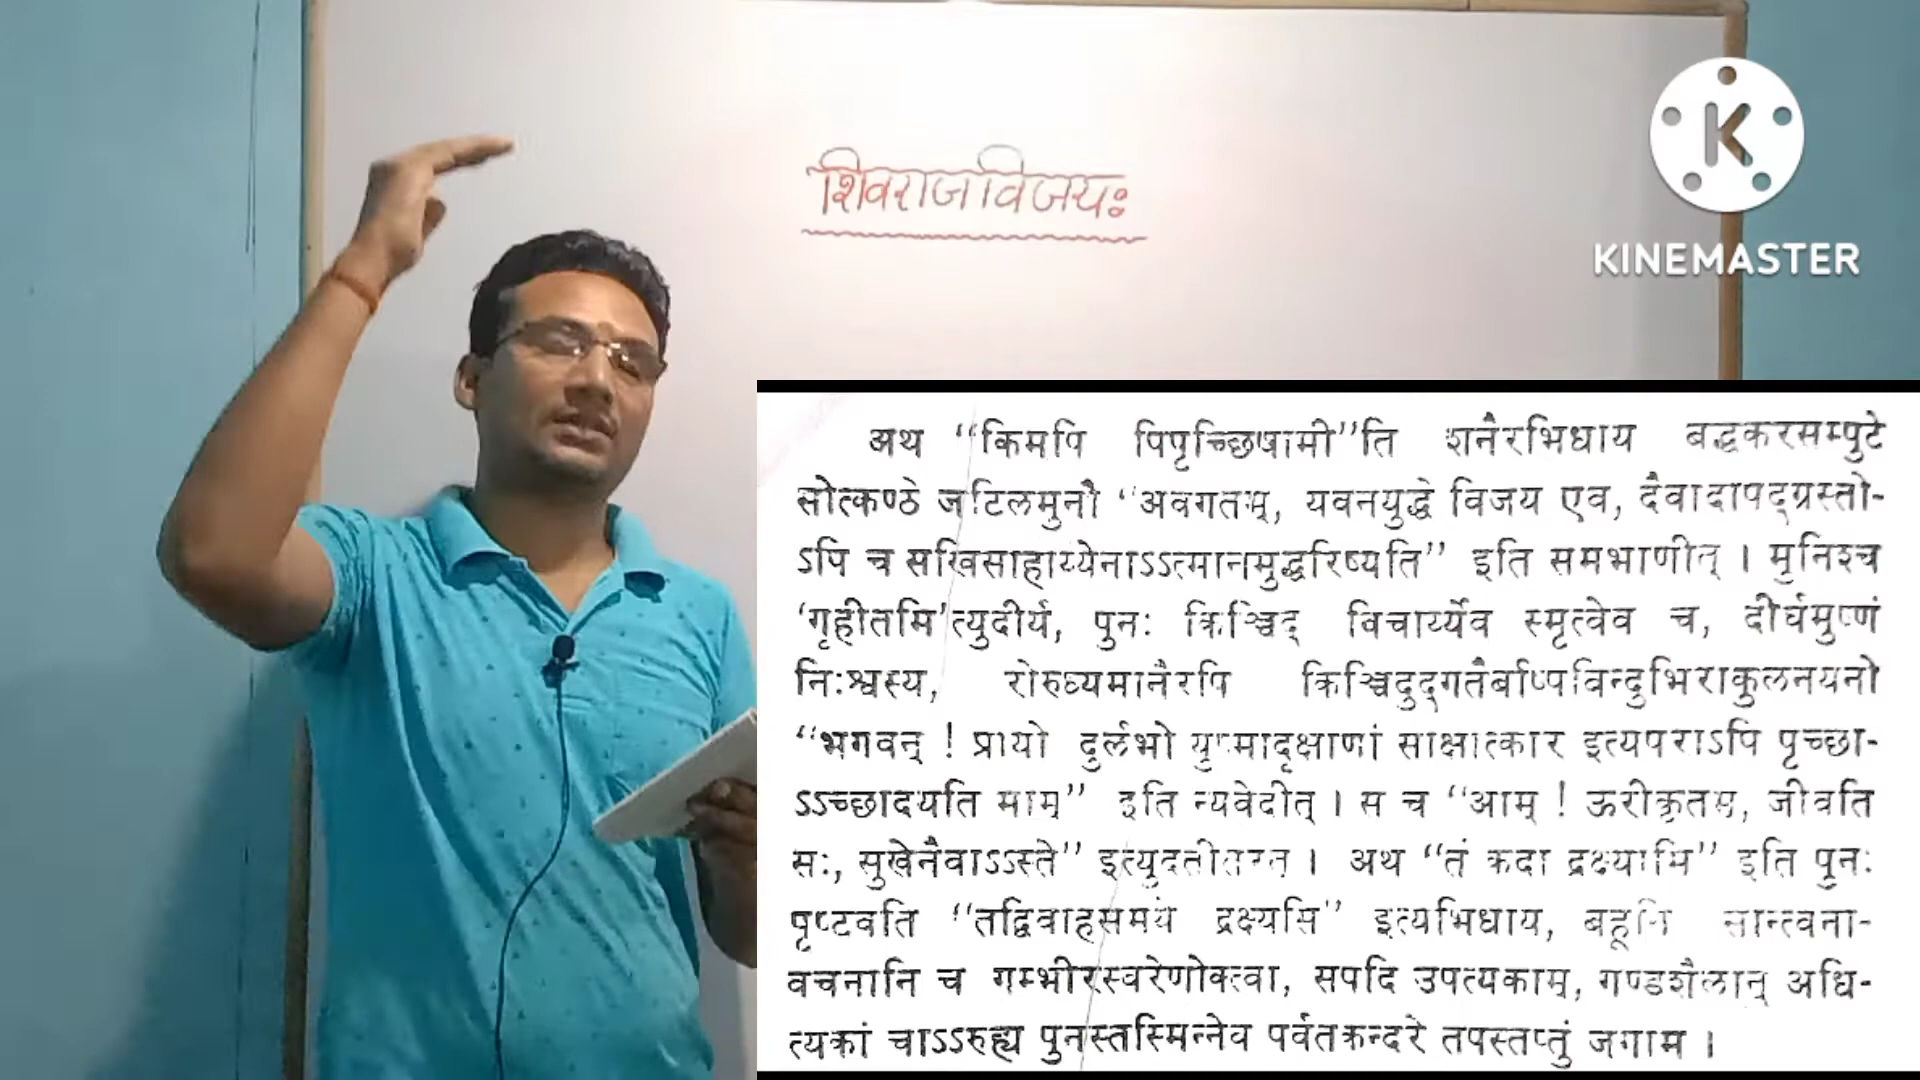 शिवराजविजयः
KINEMASTER
अथ “किमपि पिपृच्छिषामी”ति शनैरभिधाय बद्धकरसम्पुटे
सोत्कण्ठे जटिलमुनौ “अवगतम्, यवनयुद्धे विजय एव, दैवादापद्ग्रस्तो-
ऽपि च सखिसाहाय्येनाऽऽत्मानमुद्धरिष्यति” इति समभाणीत् । मुनिश्च
‘गृहीतमि’त्युदीर्य, पुनः किञ्चिद् विचार्य्येव स्मृत्वेव च, दीर्घमुष्णं
निःश्वस्य, रोरुध्यमानैरपि किञ्चिदुद्गतैर्बाष्पविन्दुभिराकुलनयनो
“भगवन् ! प्रायो दुर्लभो युष्मादृक्षाणां साक्षात्कार इत्यपराऽपि पृच्छा-
ऽऽच्छादयति माम्” इति न्यवेदीत् । स च “आम् ! ऊरीकृतम्, जीवति
सः, सुखेनैवाऽऽस्ते” इत्युदतीतरत् । अथ “तं कदा द्रक्ष्यामि” इति पुनः
पृष्टवति “तद्विवाहसमये द्रक्ष्यसि” इत्यभिधाय, बहूनि सान्त्वना-
वचनानि च गम्भीरस्वरेणोक्त्वा, सपदि उपत्यकाम्, गण्डशैलान् अधि-
त्यकां चाऽऽरुह्य पुनस्तस्मिन्नेव पर्वतकन्दरे तपस्तप्तुं जगाम ।